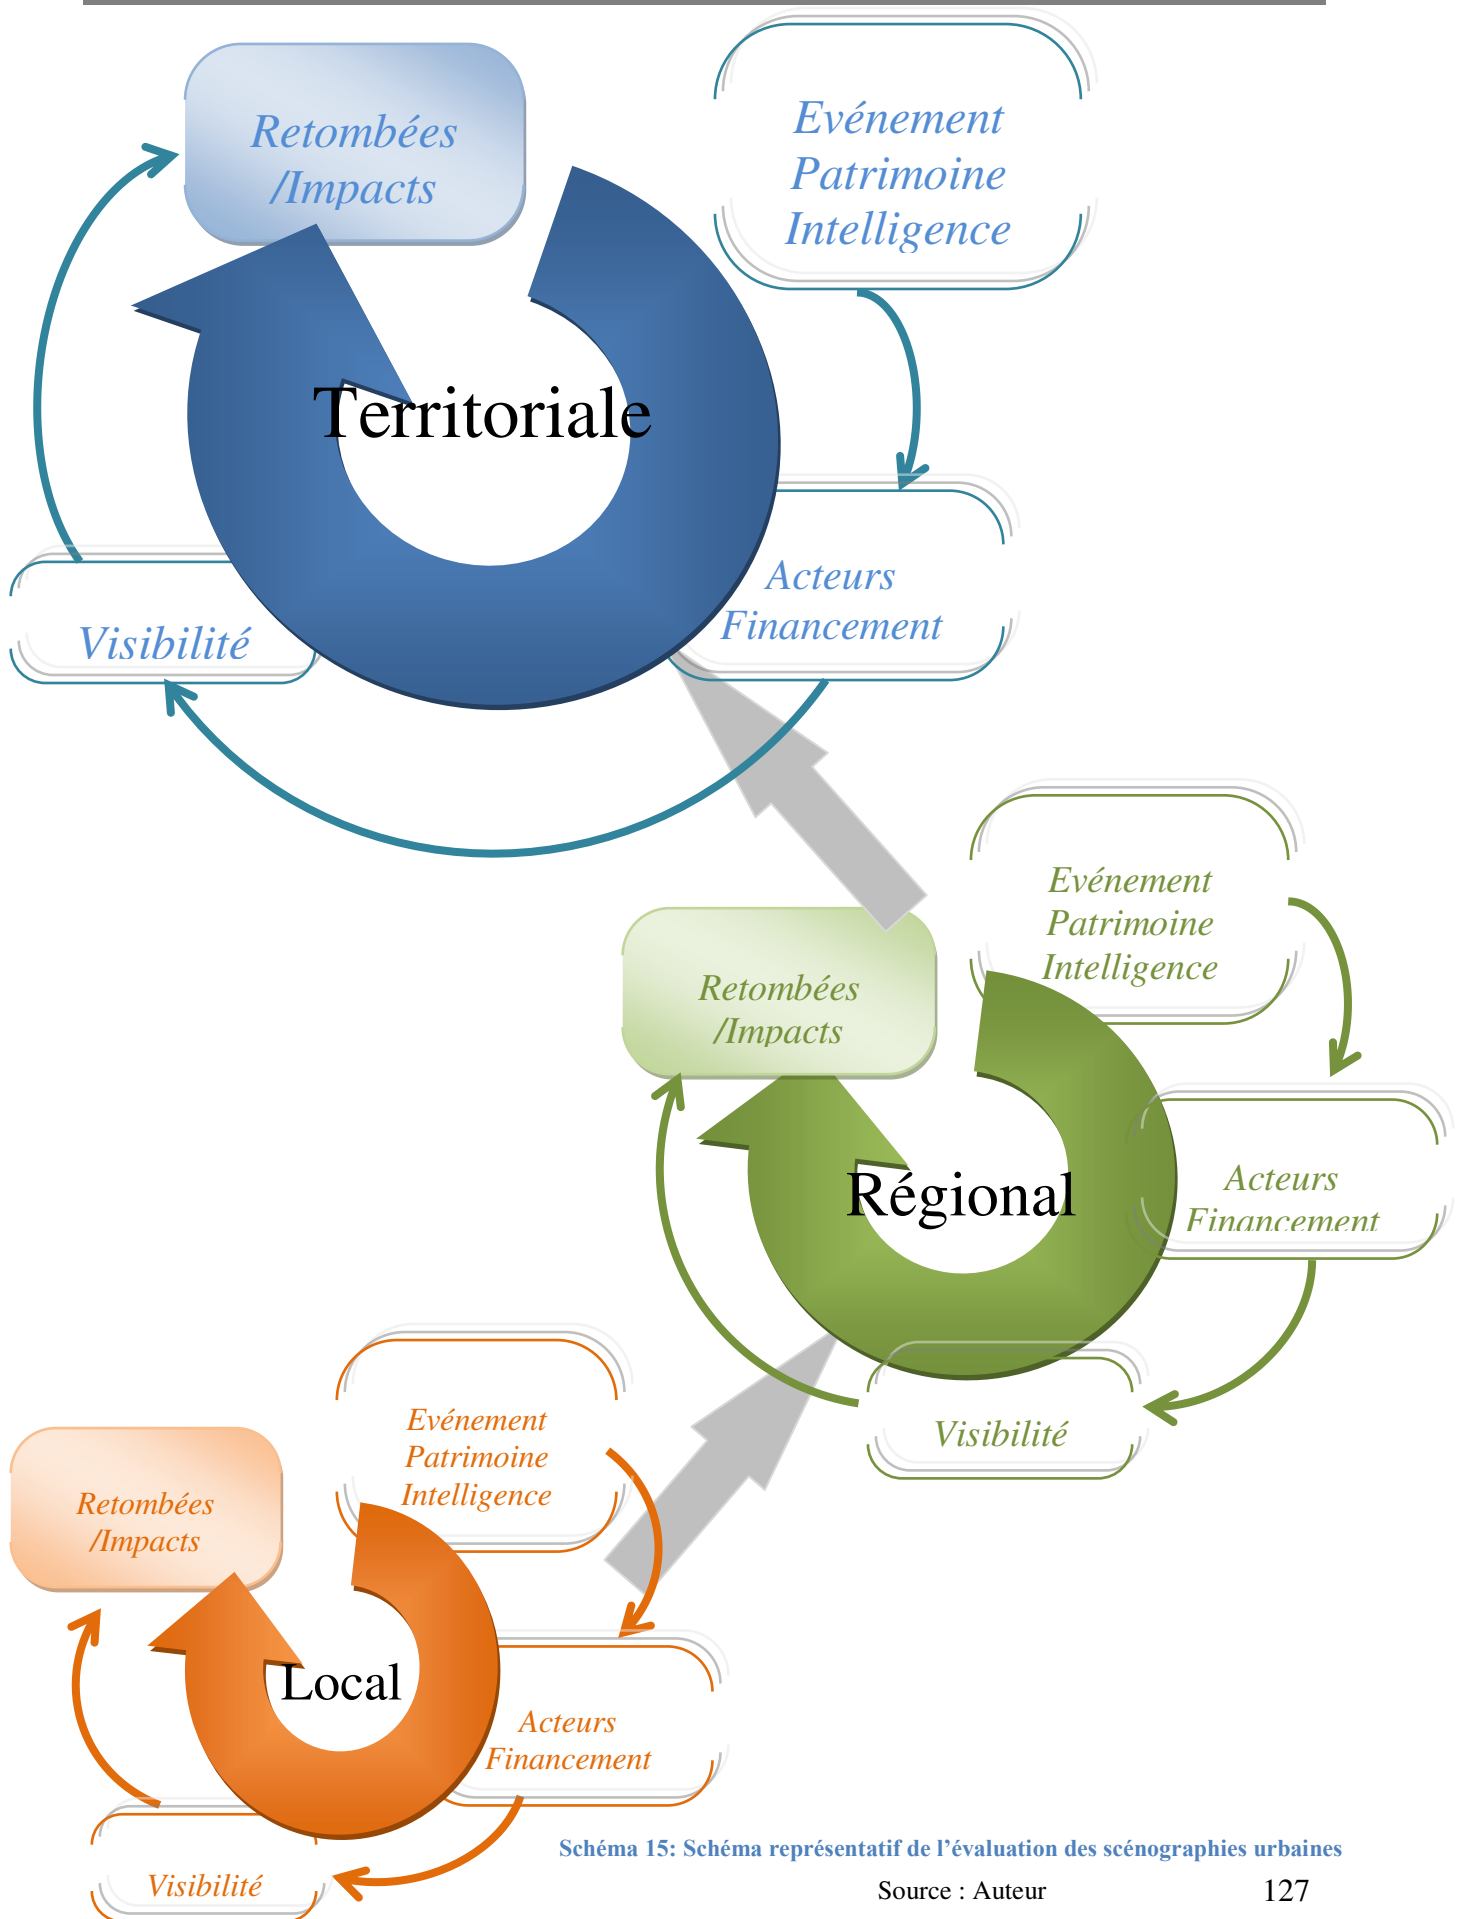 Retombées
/Impacts
Evénement
Patrimoine
Intelligence
Territoriale
Acteurs
Financement
Visibilité
Evénement
Patrimoine
Intelligence
Retombées
/Impacts
Régional
Acteurs
Financement
Visibilité
Evénement
Patrimoine
Intelligence
Retombées
/Impacts
Local
Acteurs
Financement
Visibilité
Schéma 15: Schéma représentatif de l’évaluation des scénographies urbaines
Source : Auteur
127